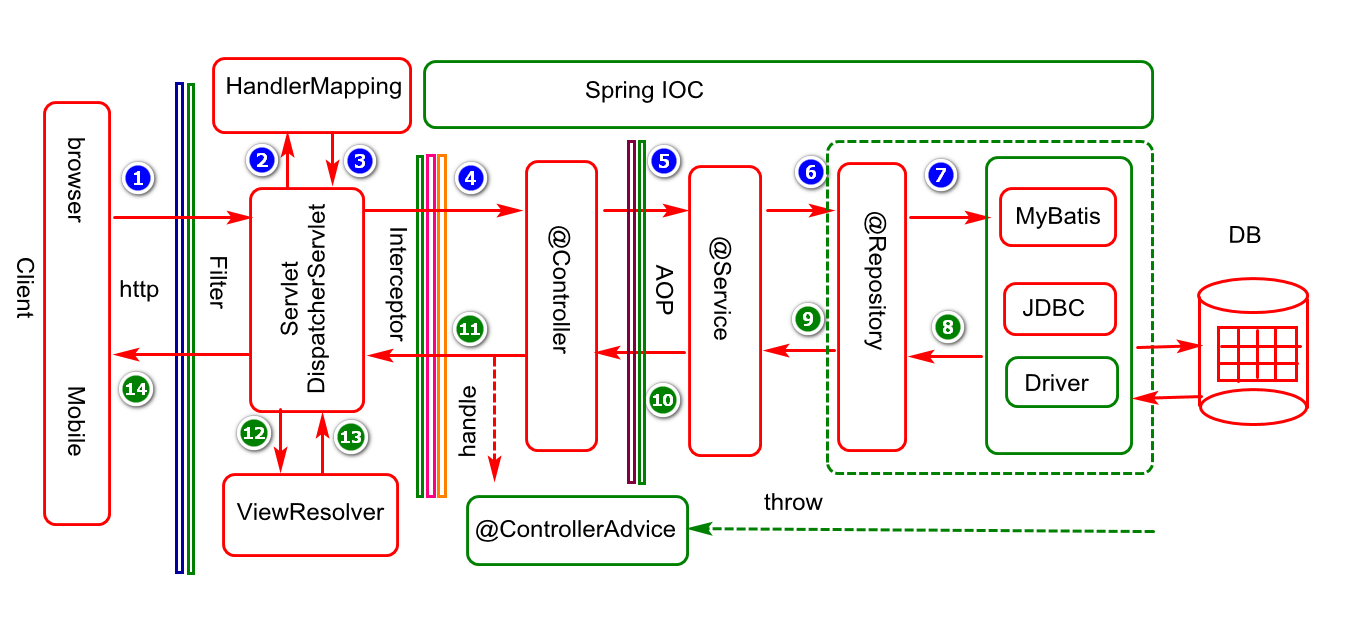 HandlerMapping
Spring IOC
browser
1
2
3
4
5
6
7
MyBatis
DB
Client
http
Filter
Servlet
DispatcherServlet
Interceptor
@Controller
AOP
@Service
@Repository
JDBC
Driver
14
11
9
8
10
Mobile
12
13
handle
ViewResolver
@ControllerAdvice
throw